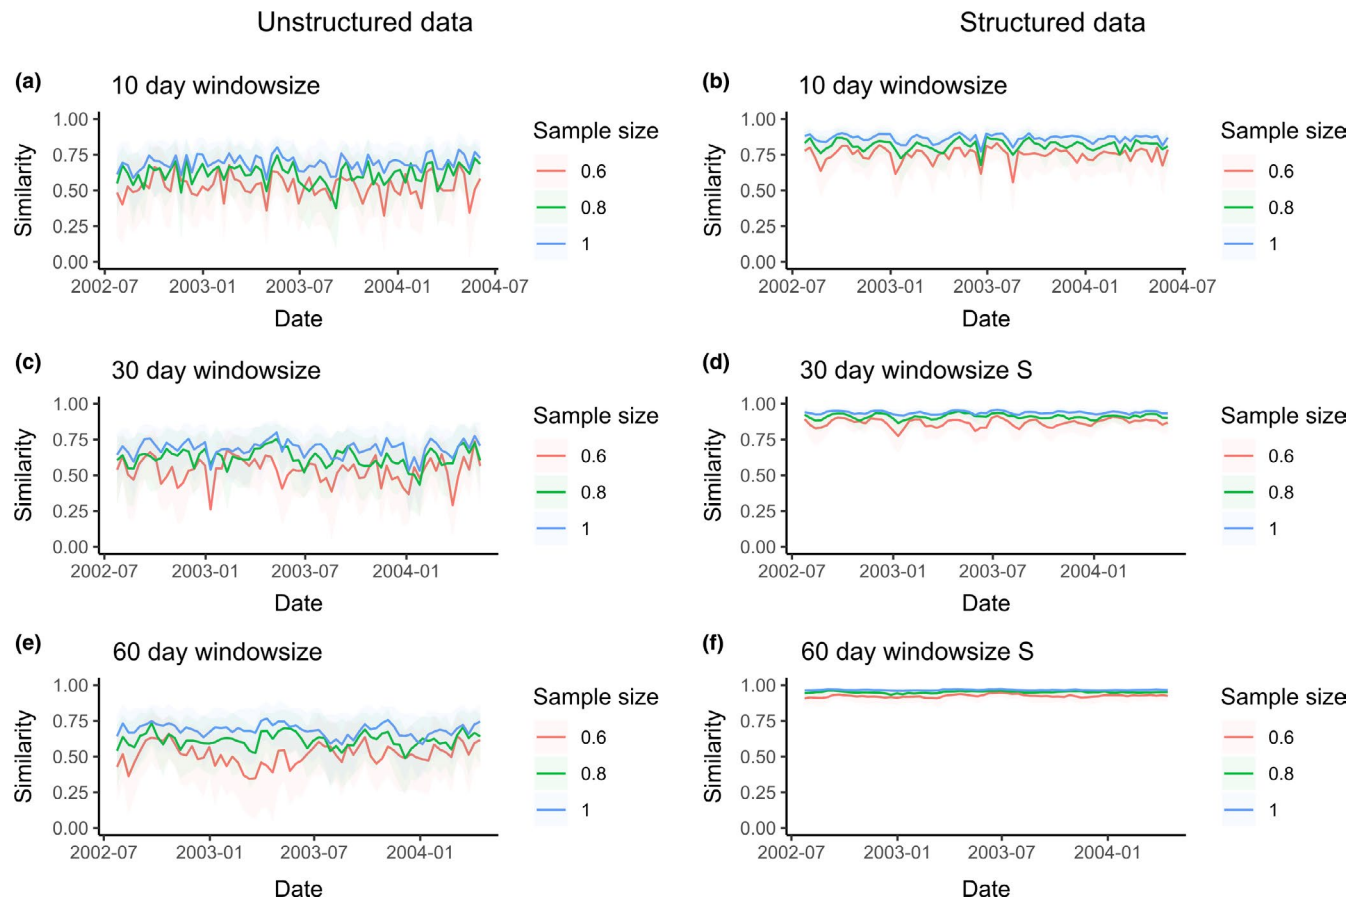 Unstructured data
Structured data
(a)
10 day windowsize
1.00
0.75
0.50
0.25
0.00
Similarity
2002-07
2003-01
2003-07
2004-01
2004-07
Date
Sample size
0.6
0.8
1
(b)
10 day windowsize
1.00
0.75
0.50
0.25
0.00
Similarity
2002-07
2003-01
2003-07
2004-01
2004-07
Date
Sample size
0.6
0.8
1
(c)
30 day windowsize
1.00
0.75
0.50
0.25
0.00
Similarity
2002-07
2003-01
2003-07
2004-01
Date
Sample size
0.6
0.8
1
(d)
30 day windowsize S
1.00
0.75
0.50
0.25
0.00
Similarity
2002-07
2003-01
2003-07
2004-01
Date
Sample size
0.6
0.8
1
(e)
60 day windowsize
1.00
0.75
0.50
0.25
0.00
Similarity
2002-07
2003-01
2003-07
2004-01
Date
Sample size
0.6
0.8
1
(f)
60 day windowsize S
1.00
0.75
0.50
0.25
0.00
Similarity
2002-07
2003-01
2003-07
2004-01
Date
Sample size
0.6
0.8
1